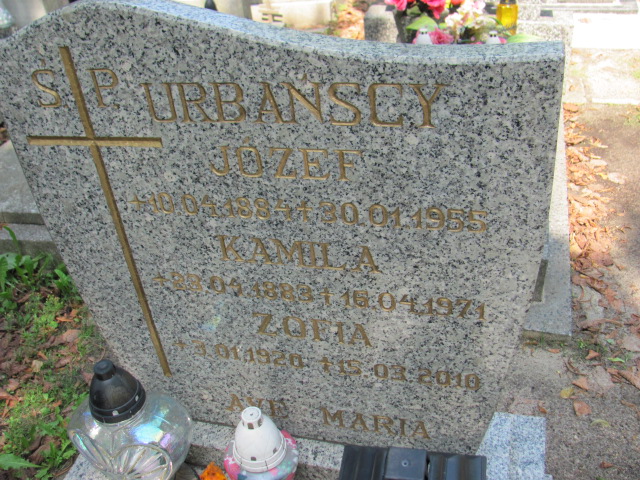 Ś P. URBAŃSCY
JÓZEF
+10.04.1884+30.01.1955
KAMILA
+23.04.1883+16.04.1971
ZOFIA
+3.01.1920 +15.03.2010
AVE MARIA